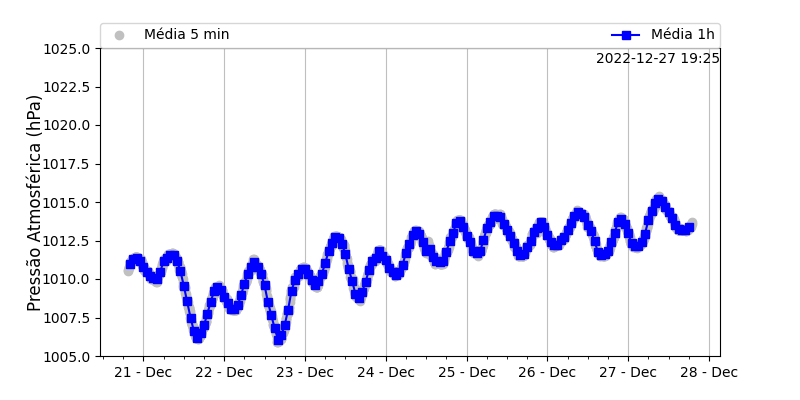 Média 5 min
Média 1h
2022-12-27 19:25
Pressão Atmosférica (hPa)
1025.0
1022.5
1020.0
1017.5
1015.0
1012.5
1010.0
1007.5
1005.0
21 - Dec
22 - Dec
23 - Dec
24 - Dec
25 - Dec
26 - Dec
27 - Dec
28 - Dec